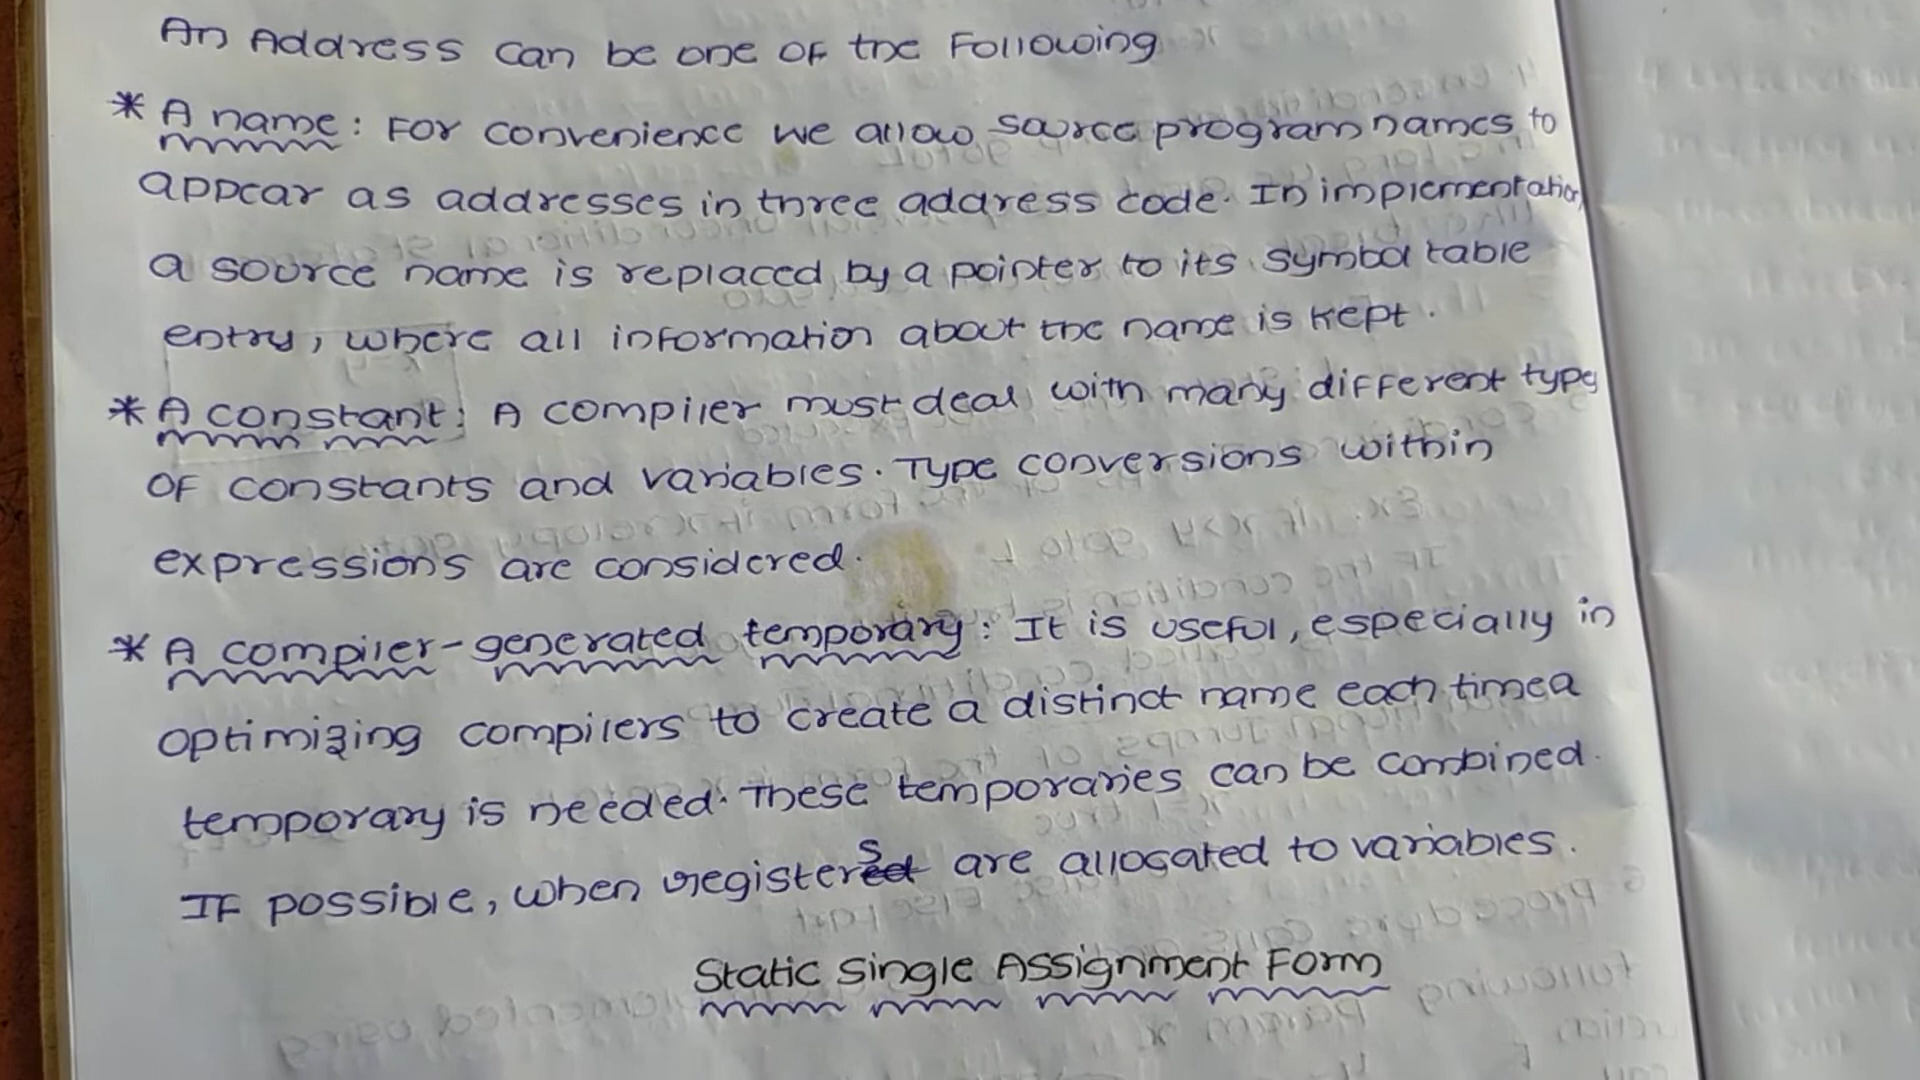 An Address can be one of the Following
* A name: For convenience we allow source program names to
appear as addresses in three address code. In implementation
a source name is replaced by a pointer to its symbol table
entry, where all information about the name is kept.
* A constant: A compiler must deal with many different types
of constants and variables. Type conversions within
expressions are considered.
* A compiler-generated temporary: It is useful, especially in
optimizing compilers to create a distinct name each time a
temporary is needed. These temporaries can be combined.
If possible, when registers are allocated to variables.
Static Single Assignment Form